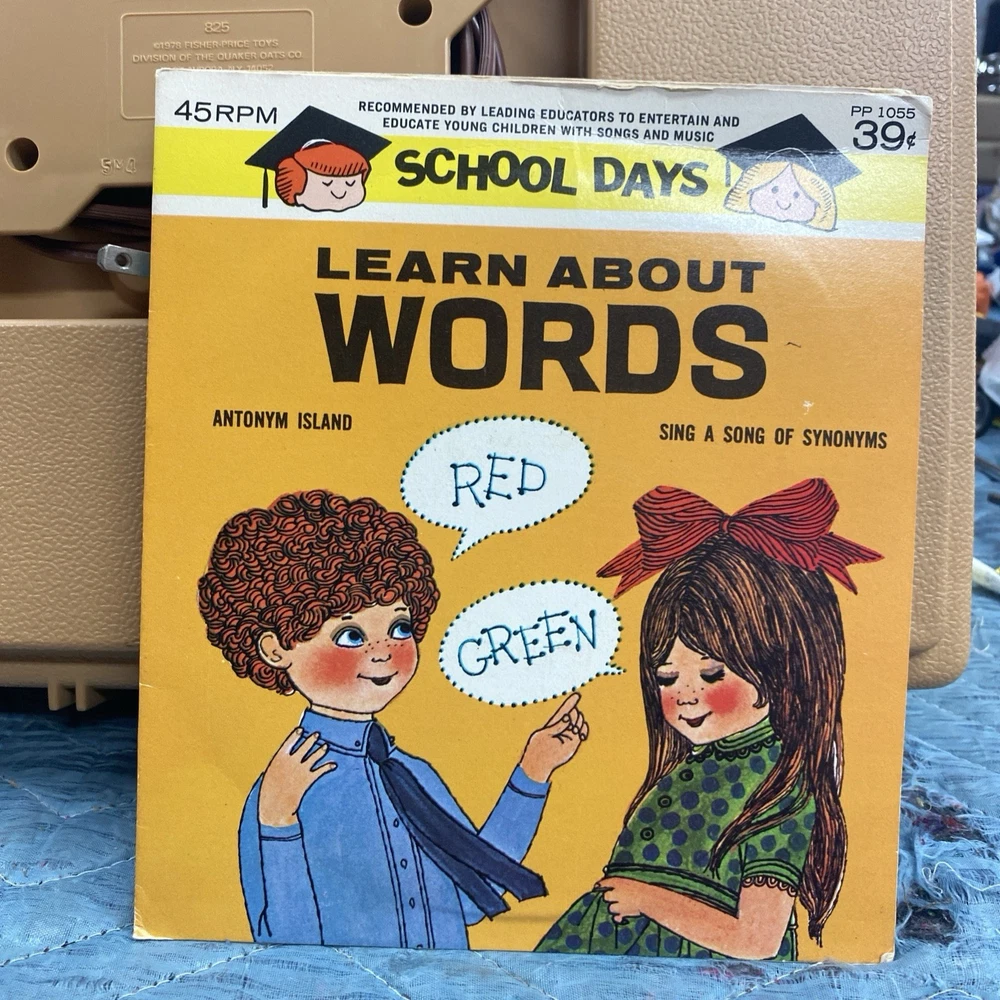 825
©1978 FISHER-PRICE TOYS
DIVISION OF THE QUAKER OATS CO.
45RPM
RECOMMENDED BY LEADING EDUCATORS TO ENTERTAIN AND
EDUCATE YOUNG CHILDREN WITH SONGS AND MUSIC
PP 1055
39¢
SCHOOL DAYS
LEARN ABOUT
WORDS
ANTONYM ISLAND
SING A SONG OF SYNONYMS
RED
GREEN